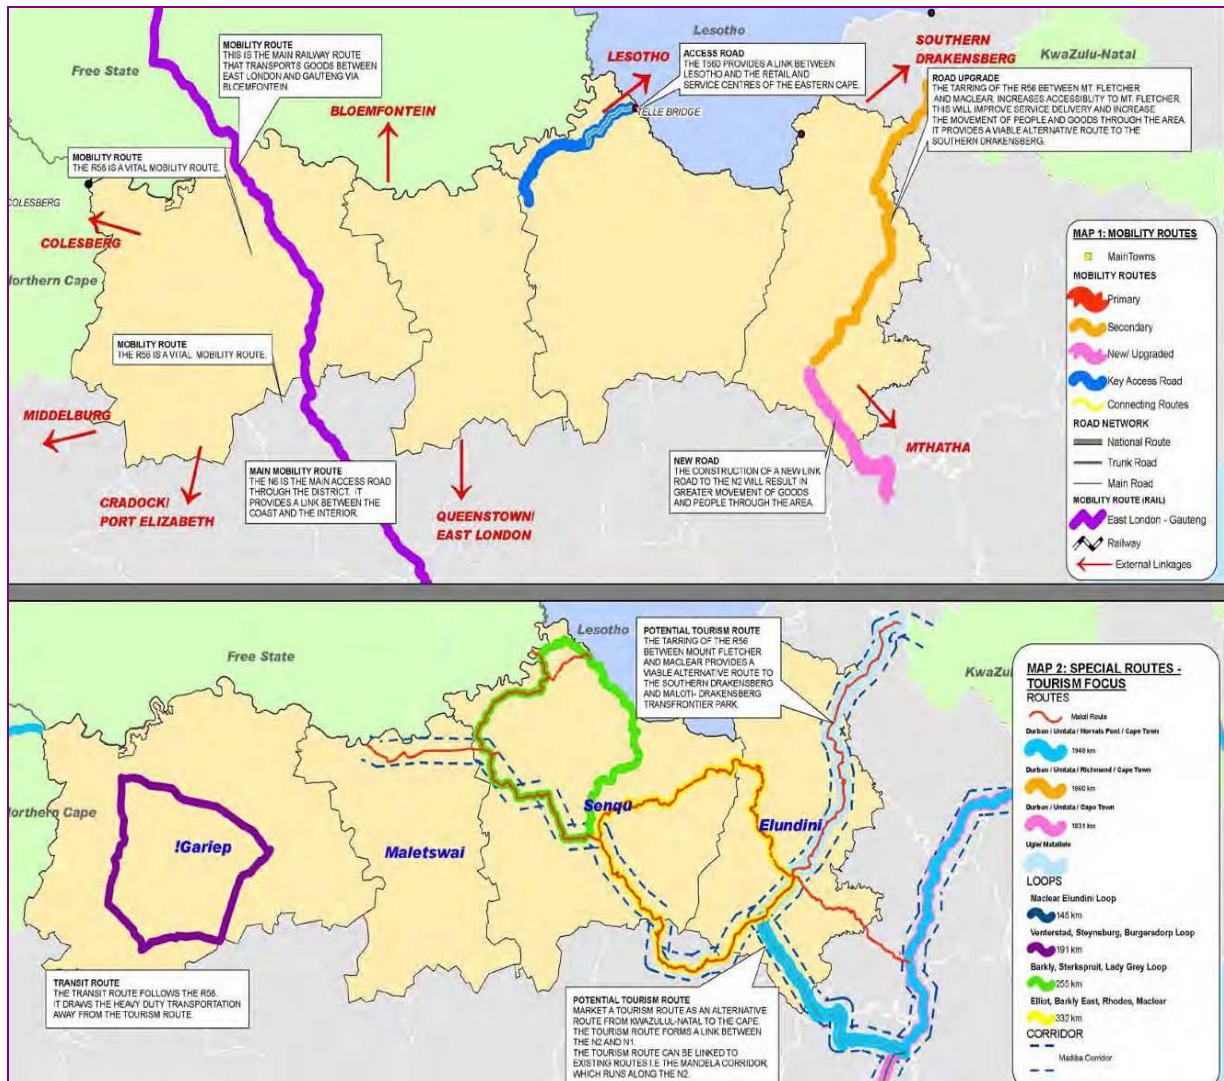 Free State
MOBILITY ROUTE
THIS IS THE MAIN RAILWAY ROUTE
THAT TRANSPORTS GOODS BETWEEN
EAST LONDON AND GAUTENG VIA
BLOEMFONTEIN.
BLOEMFONTEIN
LESOTHO
Lesotho
ACCESS ROAD
THE T560 PROVIDES A LINK BETWEEN
LESOTHO AND THE RETAIL AND
SERVICE CENTRES OF THE EASTERN CAPE.
TELLE BRIDGE
SOUTHERN
DRAKENSBERG
KwaZulu-Natal
ROAD UPGRADE
THE TARRING OF THE R56 BETWEEN MT. FLETCHER
AND MACLEAR, INCREASES ACCESSIBLITY TO MT. FLETCHER.
THIS WILL IMPROVE SERVICE DELIVERY AND INCREASE
THE MOVEMENT OF PEOPLE AND GOODS THROUGH THE AREA.
IT PROVIDES A VIABLE ALTERNATIVE ROUTE TO THE
SOUTHERN DRAKENSBERG.
MOBILITY ROUTE
THE R56 IS A VITAL MOBILITY ROUTE.
COLESBERG
COLESBERG
Northern Cape
MOBILITY ROUTE
THE R56 IS A VITAL MOBILITY ROUTE.
MIDDELBURG
CRADOCK/
PORT ELIZABETH
MAIN MOBILITY ROUTE
THE N6 IS THE MAIN ACCESS ROAD
THROUGH THE DISTRICT. IT
PROVIDES A LINK BETWEEN THE
COAST AND THE INTERIOR.
QUEENSTOWN/
EAST LONDON
NEW ROAD
THE CONSTRUCTION OF A NEW LINK
ROAD TO THE N2 WILL RESULT IN
GREATER MOVEMENT OF GOODS
AND PEOPLE THROUGH THE AREA.
MTHATHA
MAP 1: MOBILITY ROUTES
MainTowns
MOBILITY ROUTES
Primary
Secondary
New/ Upgraded
Key Access Road
Connecting Routes
ROAD NETWORK
National Route
Trunk Road
Main Road
MOBILITY ROUTE (RAIL)
East London - Gauteng
Railway
External Linkages
Free State
Lesotho
POTENTIAL TOURISM ROUTE
THE TARRING OF THE R56
BETWEEN MOUNT FLETCHER
AND MACLEAR PROVIDES A
VIABLE ALTERNATIVE ROUTE TO
THE SOUTHERN DRAKENSBERG
AND MALOTI- DRAKENSBERG
TRANSFRONTIER PARK.
KwaZul
Northern Cape
!Gariep
Maletswai
Senqu
Elundini
TRANSIT ROUTE
THE TRANSIT ROUTE FOLLOWS THE R56.
IT DRAWS THE HEAVY DUTY TRANSPORTATION
AWAY FROM THE TOURISM ROUTE.
POTENTIAL TOURISM ROUTE
MARKET A TOURISM ROUTE AS AN ALTERNATIVE
ROUTE FROM KWAZULUL-NATAL TO THE CAPE.
THE TOURISM ROUTE FORMS A LINK BETWEEN
THE N2 AND N1.
THE TOURISM ROUTE CAN BE LINKED TO
EXISTING ROUTES I.E THE MANDELA CORRIDOR,
WHICH RUNS ALONG THE N2.
MAP 2: SPECIAL ROUTES -
TOURISM FOCUS
ROUTES
Maloti Route
Durban / Umtata / Norvals Pont / Cape Town
1948 km
Durban / Umtata / Richmond / Cape Town
1860 km
Durban / Umtata / Cape Town
1831 km
Ugie/ Matatiele
LOOPS
Maclear Elundini Loop
146 km
Venterstad, Steynsburg, Burgersdorp Loop
191 km
Barkly, Sterkspruit, Lady Grey Loop
255 km
Elliot, Barkly East, Rhodes, Maclear
332 km
CORRIDOR
Madiba Corridor